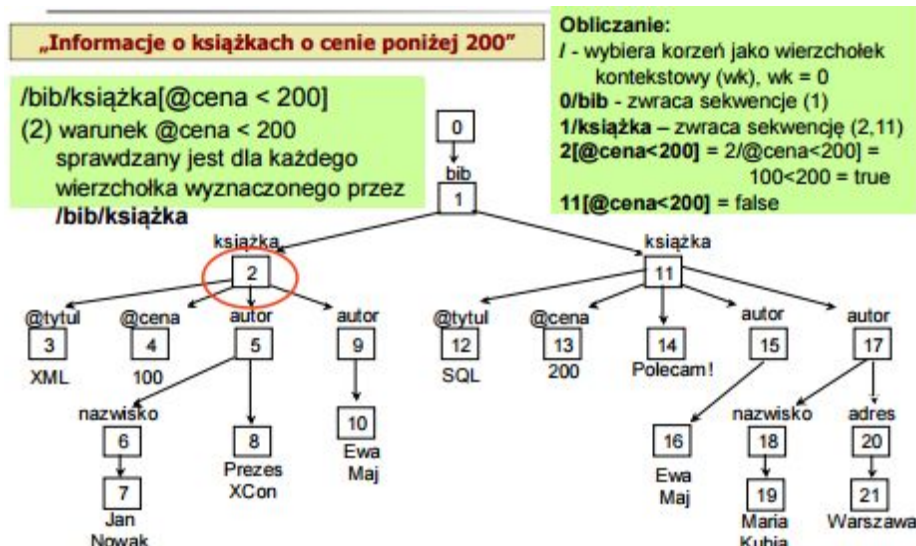 „Informacje o książkach o cenie poniżej 200”
Obliczanie:
/ - wybiera korzeń jako wierzchołek
kontekstowy (wk), wk = 0
0/bib - zwraca sekwencje (1)
1/książka – zwraca sekwencję (2,11)
2[@cena<200] = 2/@cena<200] =
100<200 = true
11[@cena<200] = false
/bib/książka[@cena < 200]
(2) warunek @cena < 200
sprawdzany jest dla każdego
wierzchołka wyznaczonego przez
/bib/książka
0
bib
1
książka książka
2 11
@tytul @cena autor autor @tytul @cena autor autor
3 4 5 9 12 13 14 15 17
XML 100 SQL 200 Polecam!
nazwisko nazwisko adres
6 8 10 16 18 20
Prezes
XCon
Ewa
Maj
Ewa
Maj
7 19 21
Jan
Nowak
Maria
Kubia
Warszawa